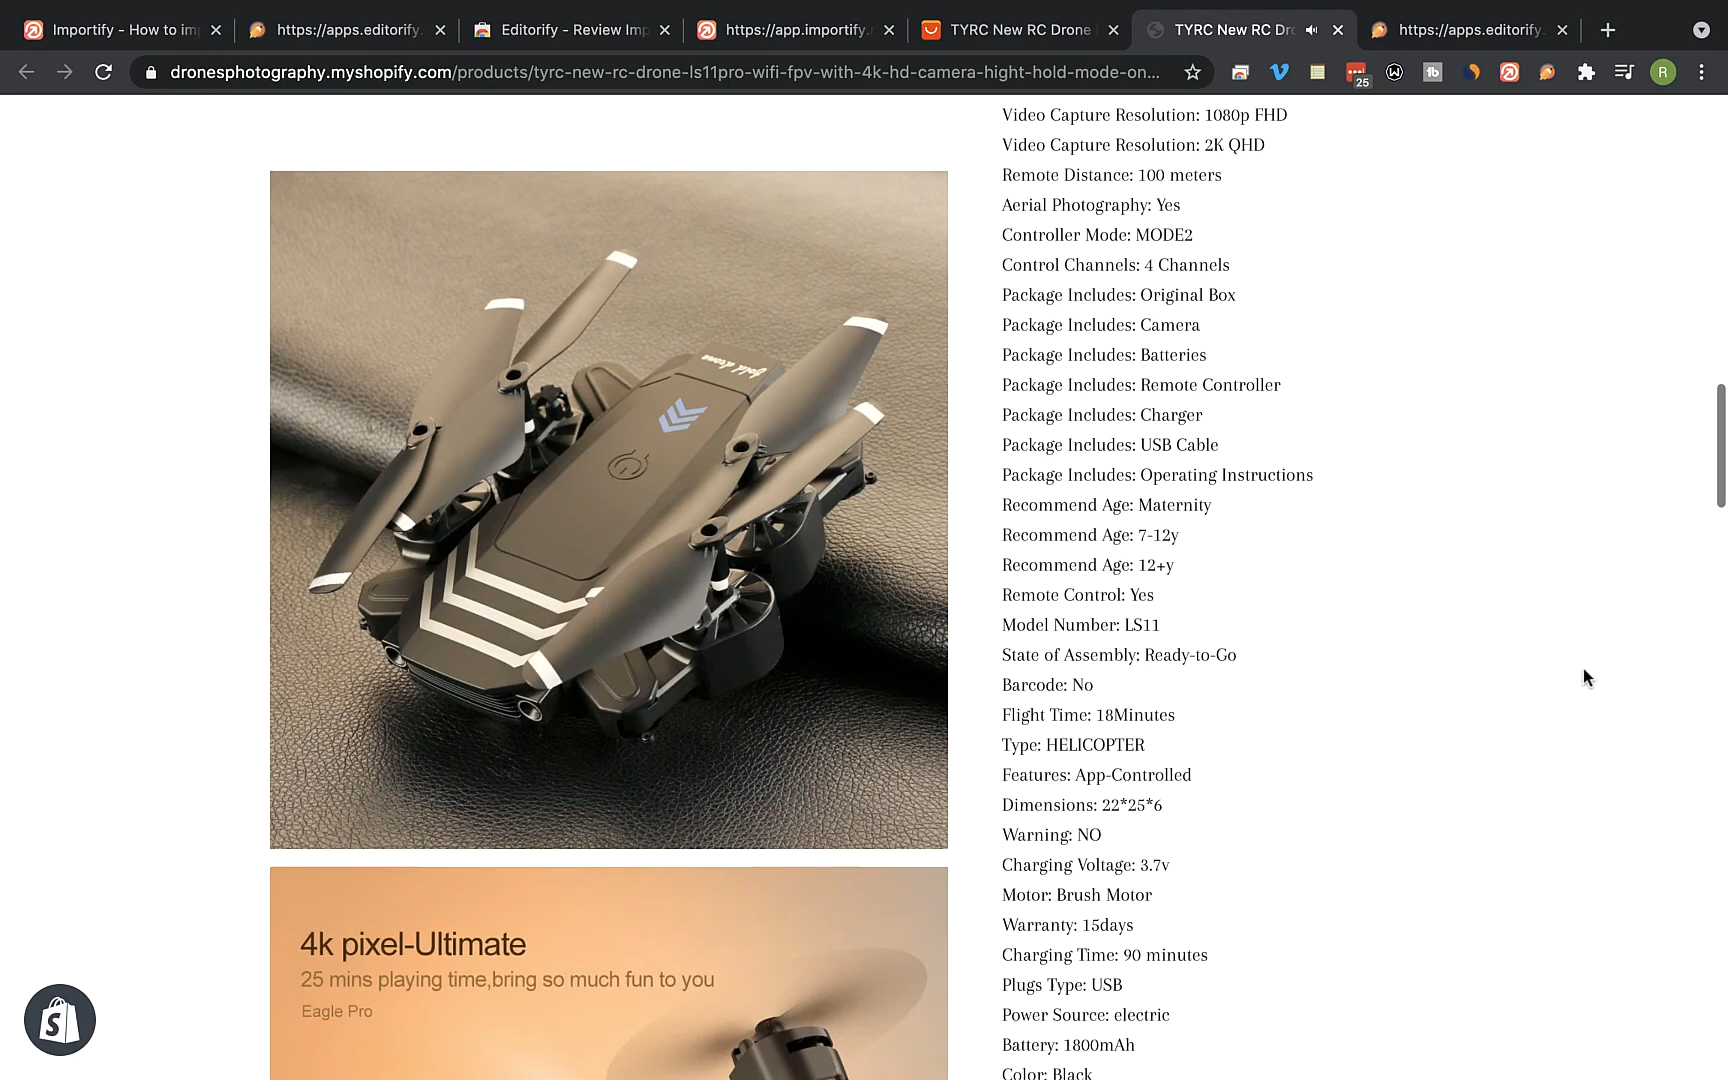 Importify - How to im
https://apps.editorify.
Editorify - Review Imp
https://app.importify.
TYRC New RC Drone
TYRC New RC Dr
https://apps.editorify.
dronesphotography.myshopify.com/products/tyrc-new-rc-drone-ls11pro-wifi-fpv-with-4k-hd-camera-hight-hold-mode-on...
tb
25
R
Video Capture Resolution: 1080p FHD
Video Capture Resolution: 2K QHD
Remote Distance: 100 meters
Aerial Photography: Yes
Controller Mode: MODE2
Control Channels: 4 Channels
Package Includes: Original Box
Package Includes: Camera
Package Includes: Batteries
Package Includes: Remote Controller
Package Includes: Charger
Package Includes: USB Cable
Package Includes: Operating Instructions
Recommend Age: Maternity
Recommend Age: 7-12y
Recommend Age: 12+y
Remote Control: Yes
Model Number: LS11
State of Assembly: Ready-to-Go
Barcode: No
Flight Time: 18Minutes
Type: HELICOPTER
Features: App-Controlled
Dimensions: 22*25*6
Warning: NO
Charging Voltage: 3.7v
Motor: Brush Motor
Warranty: 15days
Charging Time: 90 minutes
Plugs Type: USB
Power Source: electric
Battery: 1800mAh
Color: Black
fold drone
4k pixel-Ultimate
25 mins playing time,bring so much fun to you
Eagle Pro